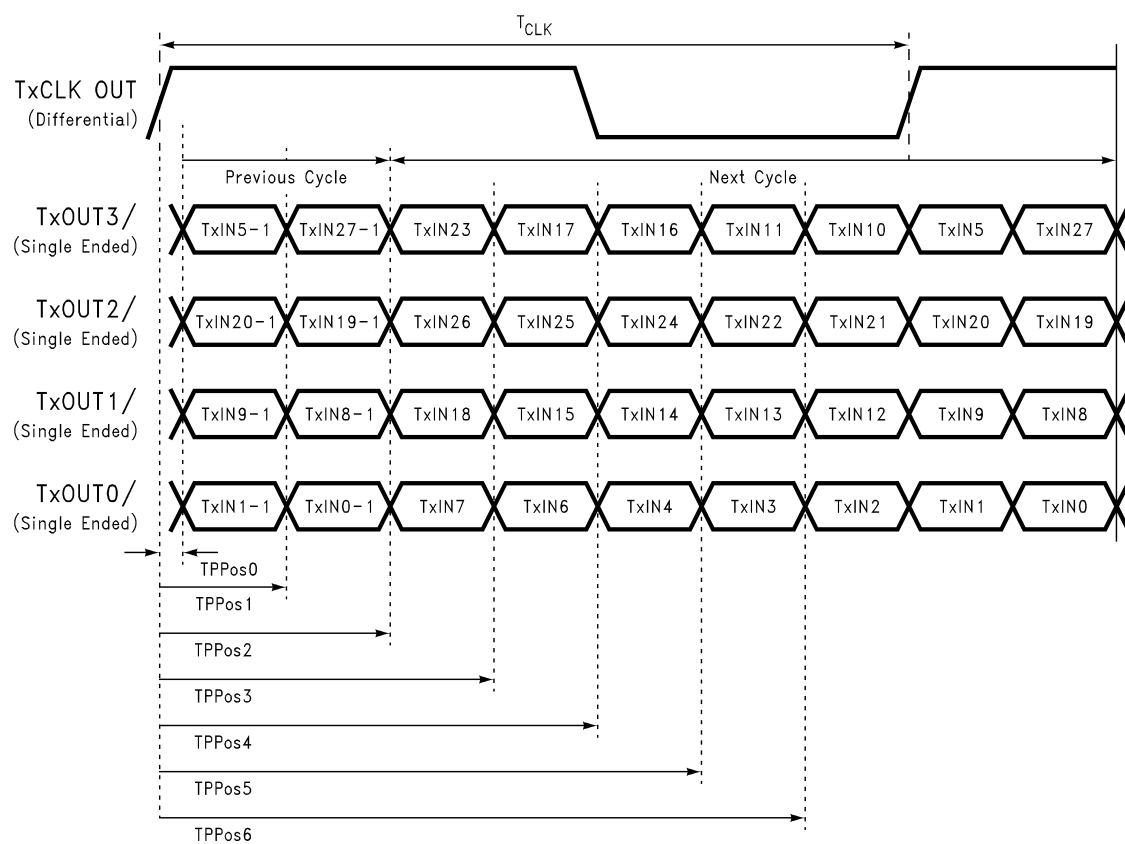 TCLK
TxCLK OUT
(Differential)
Previous Cycle
Next Cycle
TxOUT3/
(Single Ended)
TxIN5-1 TxIN27-1 TxIN23 TxIN17 TxIN16 TxIN11 TxIN10 TxIN5 TxIN27
TxOUT2/
(Single Ended)
TxIN20-1 TxIN19-1 TxIN26 TxIN25 TxIN24 TxIN22 TxIN21 TxIN20 TxIN19
TxOUT1/
(Single Ended)
TxIN9-1 TxIN8-1 TxIN18 TxIN15 TxIN14 TxIN13 TxIN12 TxIN9 TxIN8
TxOUT0/
(Single Ended)
TxIN1-1 TxIN0-1 TxIN7 TxIN6 TxIN4 TxIN3 TxIN2 TxIN1 TxIN0
TPPos0
TPPos1
TPPos2
TPPos3
TPPos4
TPPos5
TPPos6